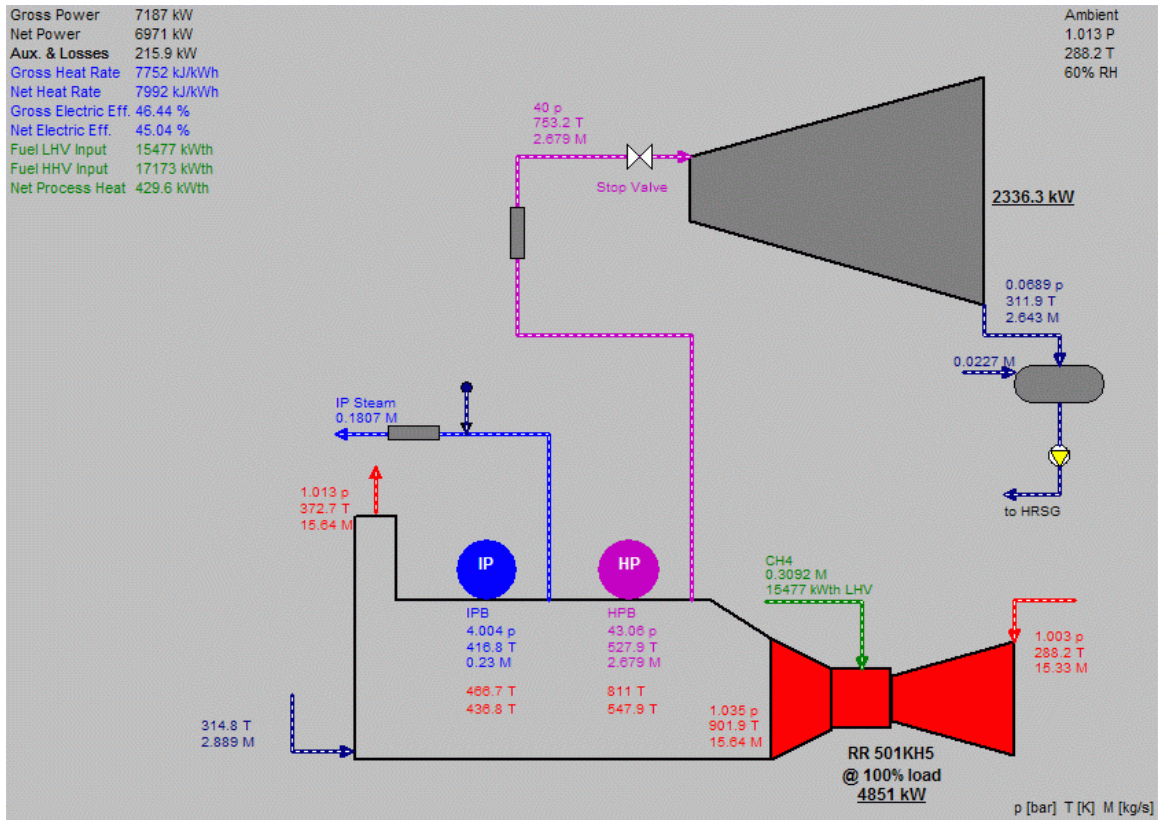 Gross Power 7187 kW
Net Power 6971 kW
Aux. & Losses 215.9 kW
Gross Heat Rate 7752 kJ/kWh
Net Heat Rate 7992 kJ/kWh
Gross Electric Eff. 46.44 %
Net Electric Eff. 45.04 %
Fuel LHV Input 15477 kWth
Fuel HHV Input 17173 kWth
Net Process Heat 429.6 kWth
Ambient
1.013 P
288.2 T
60% RH
40 p
753.2 T
2.679 M
Stop Valve
2336.3 kW
0.0689 p
311.9 T
2.643 M
0.0227 M
to HRSG
IP Steam
0.1807 M
1.013 p
372.7 T
15.64 M
IP
HP
IPB
4.004 p
416.8 T
0.23 M
466.7 T
436.8 T
HPB
43.06 p
527.9 T
2.679 M
811 T
547.9 T
CH4
0.3092 M
15477 kWth LHV
1.003 p
288.2 T
15.33 M
1.035 p
901.9 T
15.64 M
314.8 T
2.889 M
RR 501KH5
@ 100% load
4851 kW
p [bar] T [K] M [kg/s]